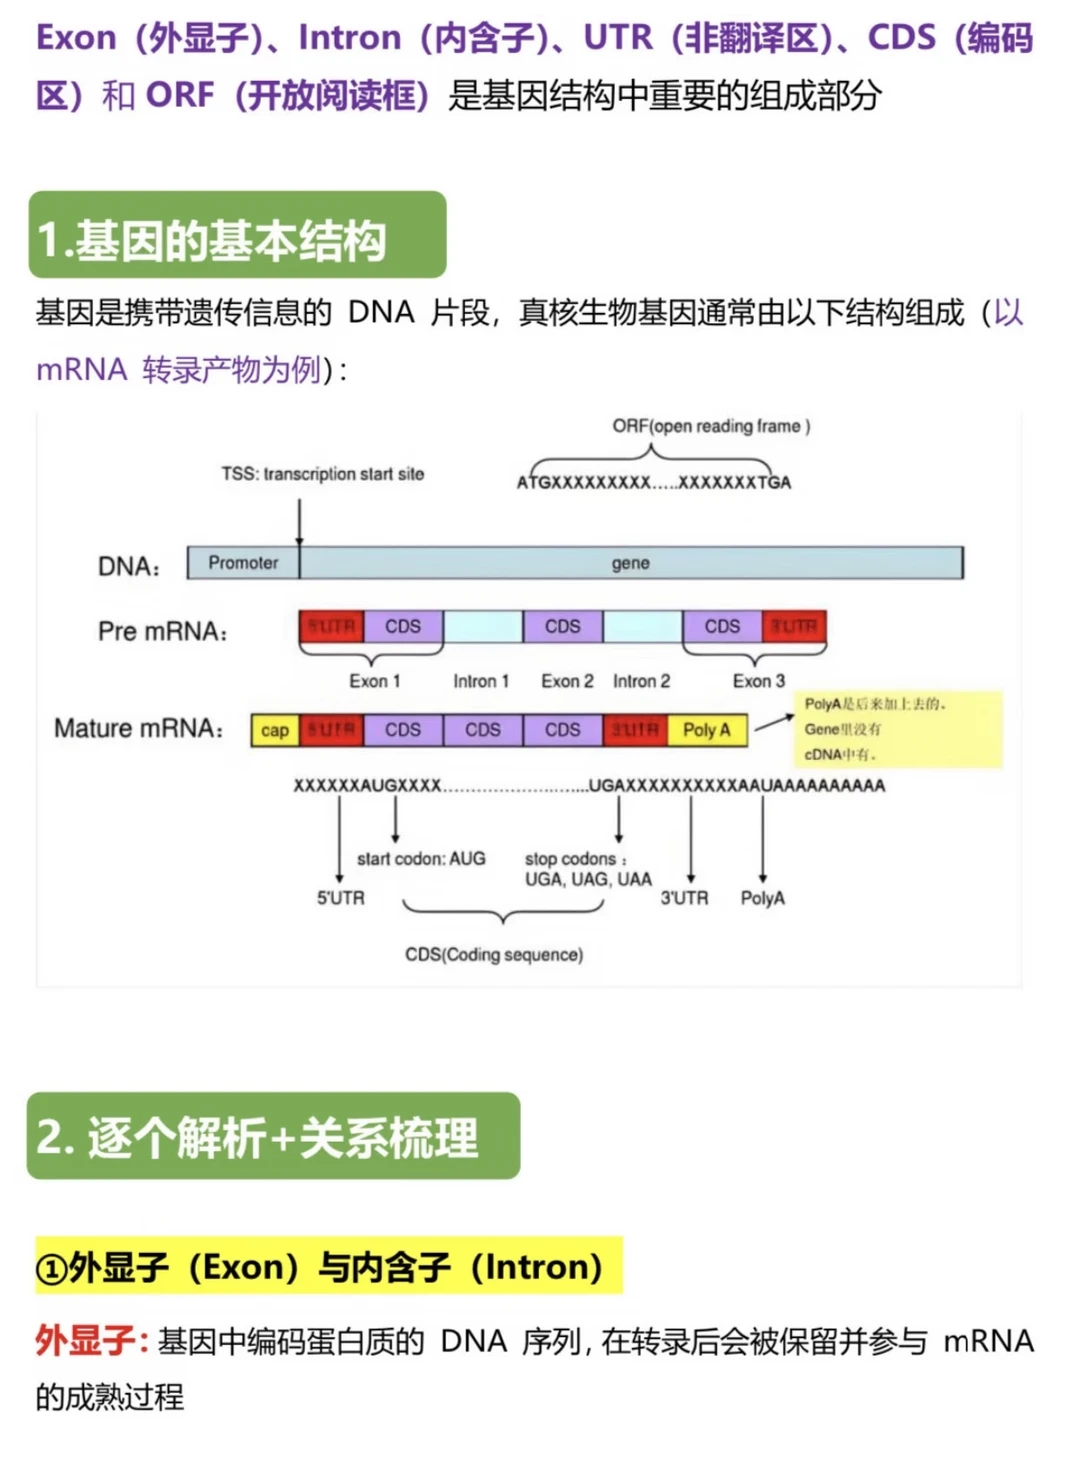 Exon（外显子）、Intron（内含子）、UTR（非翻译区）、CDS（编码
区）和 ORF（开放阅读框）是基因结构中重要的组成部分
1.基因的基本结构
基因是携带遗传信息的 DNA 片段，真核生物基因通常由以下结构组成（以
mRNA 转录产物为例）：
ORF(open reading frame )
TSS: transcription start site
ATGXXXXXXXXX.....XXXXXXXTGA
DNA：
Promoter
gene
Pre mRNA：
5'UTR
CDS
CDS
CDS
3'UTR
Exon 1
Intron 1
Exon 2
Intron 2
Exon 3
PolyA是后来加上去的、
Gene里没有
cDNA中有。
Mature mRNA：
cap
5'UTR
CDS
CDS
CDS
3'UTR
Poly A
XXXXXXAUGXXXX..............................UGAXXXXXXXXXXXAAUAAAAAAAAAA
start codon: AUG
stop codons：
UGA, UAG, UAA
5'UTR
3'UTR
PolyA
CDS(Coding sequence)
2. 逐个解析+关系梳理
①外显子（Exon）与内含子（Intron）
外显子：基因中编码蛋白质的 DNA 序列，在转录后会被保留并参与 mRNA
的成熟过程